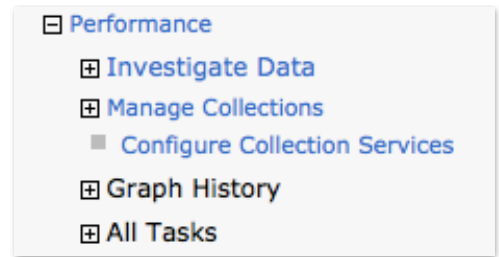 Performance
Investigate Data
Manage Collections
Configure Collection Services
Graph History
All Tasks